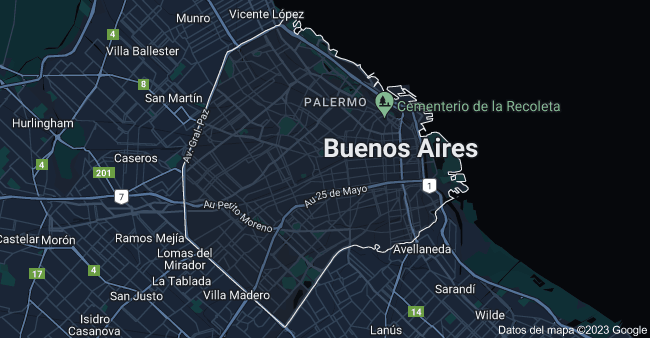 Vicente López
Munro
4
Villa Ballester
8
San Martín
PALERMO
Cementerio de la Recoleta
Hurlingham
Av. Gral. Paz
Buenos Aires
Caseros
4
201
7
Au 25 de Mayo
1
Au Perito Moreno
Castelar
Morón
Ramos Mejía
Avellaneda
Lomas del
Mirador
17
4
La Tablada
San Justo
Villa Madero
Sarandí
14
Wilde
Isidro
Casanova
Lanús
Datos del mapa ©2023 Google